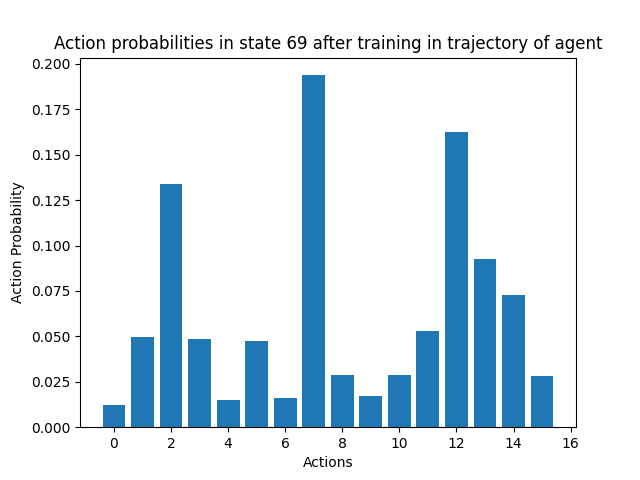 Action probabilities in state 69 after training in trajectory of agent
0.200
0.175
0.150
0.125
0.100
0.075
0.050
0.025
0.000
Action Probability
0 2 4 6 8 10 12 14 16
Actions